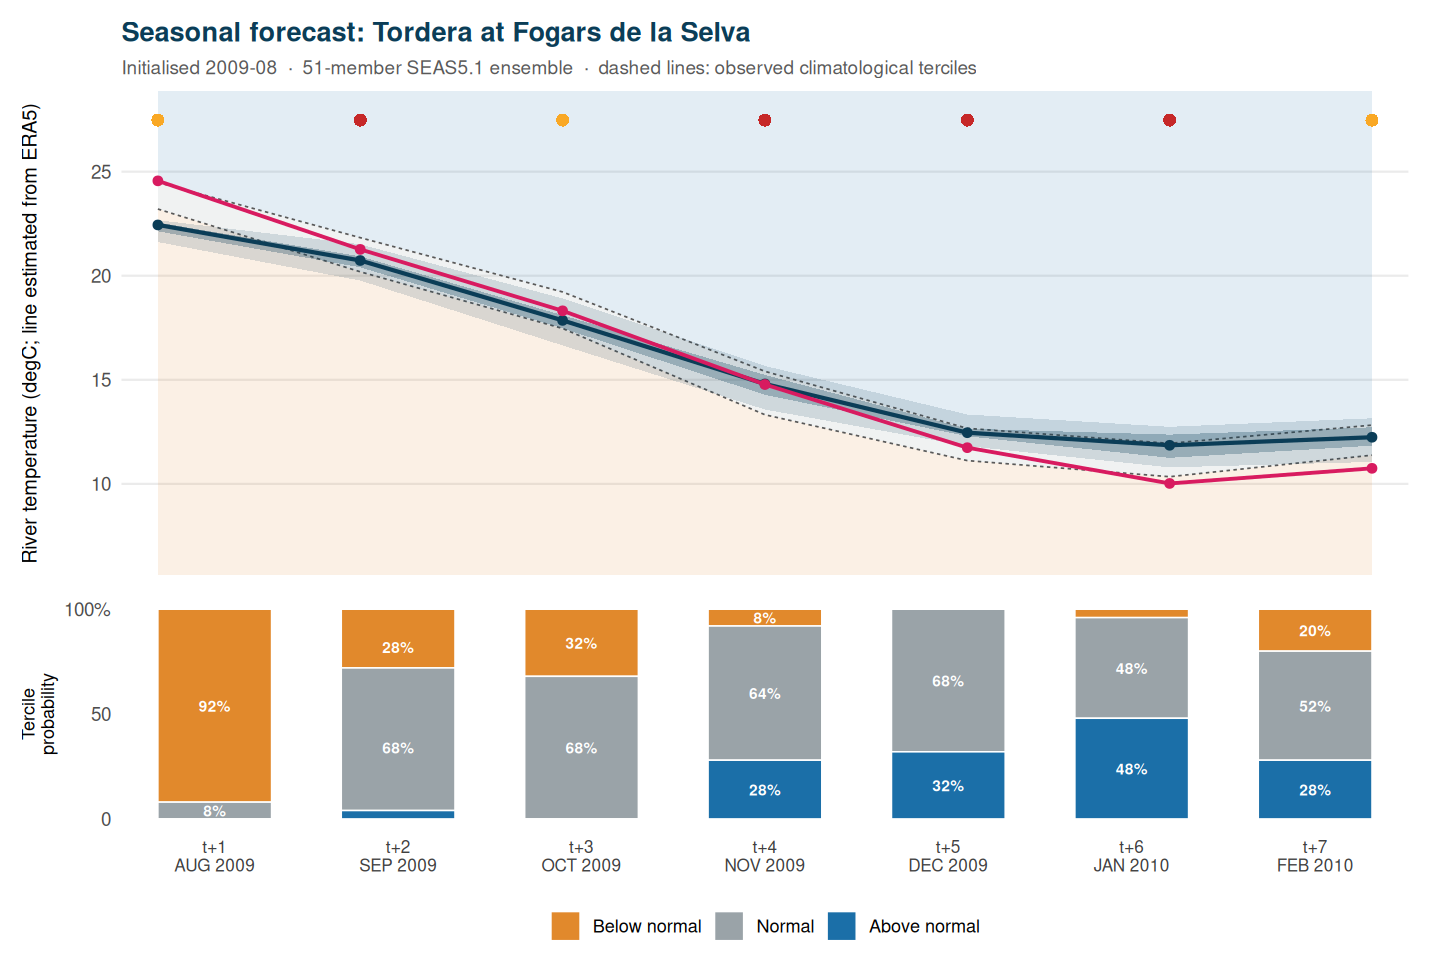 Seasonal forecast: Tordera at Fogars de la Selva
Initialised 2009-08 · 51-member SEAS5.1 ensemble · dashed lines: observed climatological terciles
River temperature (degC; line estimated from ERA5)
25
20
15
10
Tercile
probability
100%
50
0
92%
8%
28%
68%
32%
68%
8%
64%
28%
68%
32%
48%
48%
20%
52%
28%
t+1
AUG 2009
t+2
SEP 2009
t+3
OCT 2009
t+4
NOV 2009
t+5
DEC 2009
t+6
JAN 2010
t+7
FEB 2010
Below normal
Normal
Above normal